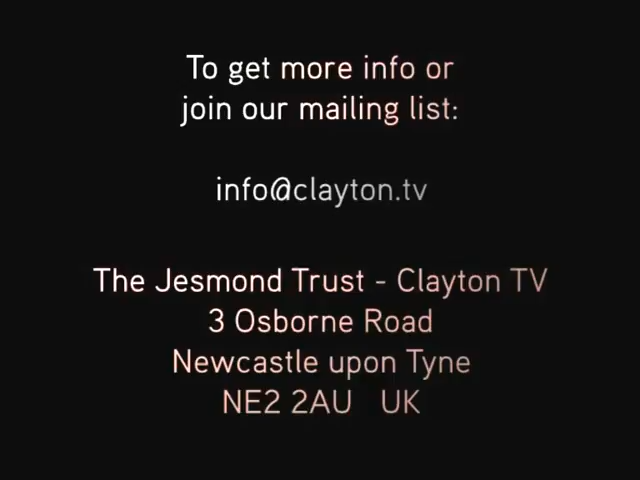 To get more info or
join our mailing list:
info@clayton.tv
The Jesmond Trust - Clayton TV
3 Osborne Road
Newcastle upon Tyne
NE2 2AU UK